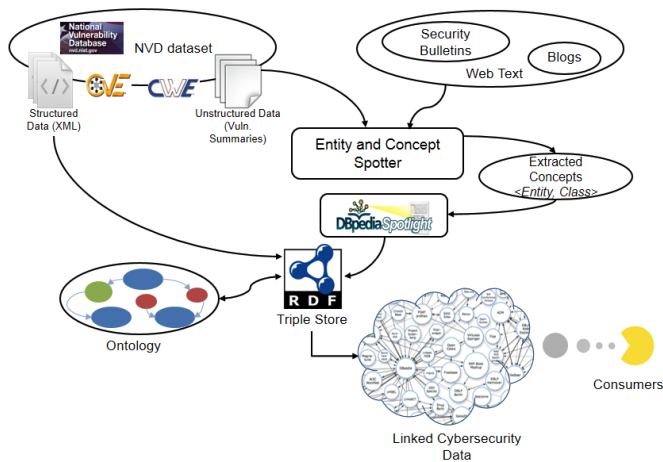 National
Vulnerability
Database
nvd.nist.gov
NVD dataset
CVE
CWE
Structured
Data (XML)
Unstructured Data
(Vuln.
Summaries)
Security
Bulletins
Blogs
Web Text
Entity and Concept
Spotter
Extracted
Concepts
<Entity, Class>
DBpedia Spotlight
RDF
Triple Store
Ontology
Consumers
Linked Cybersecurity
Data